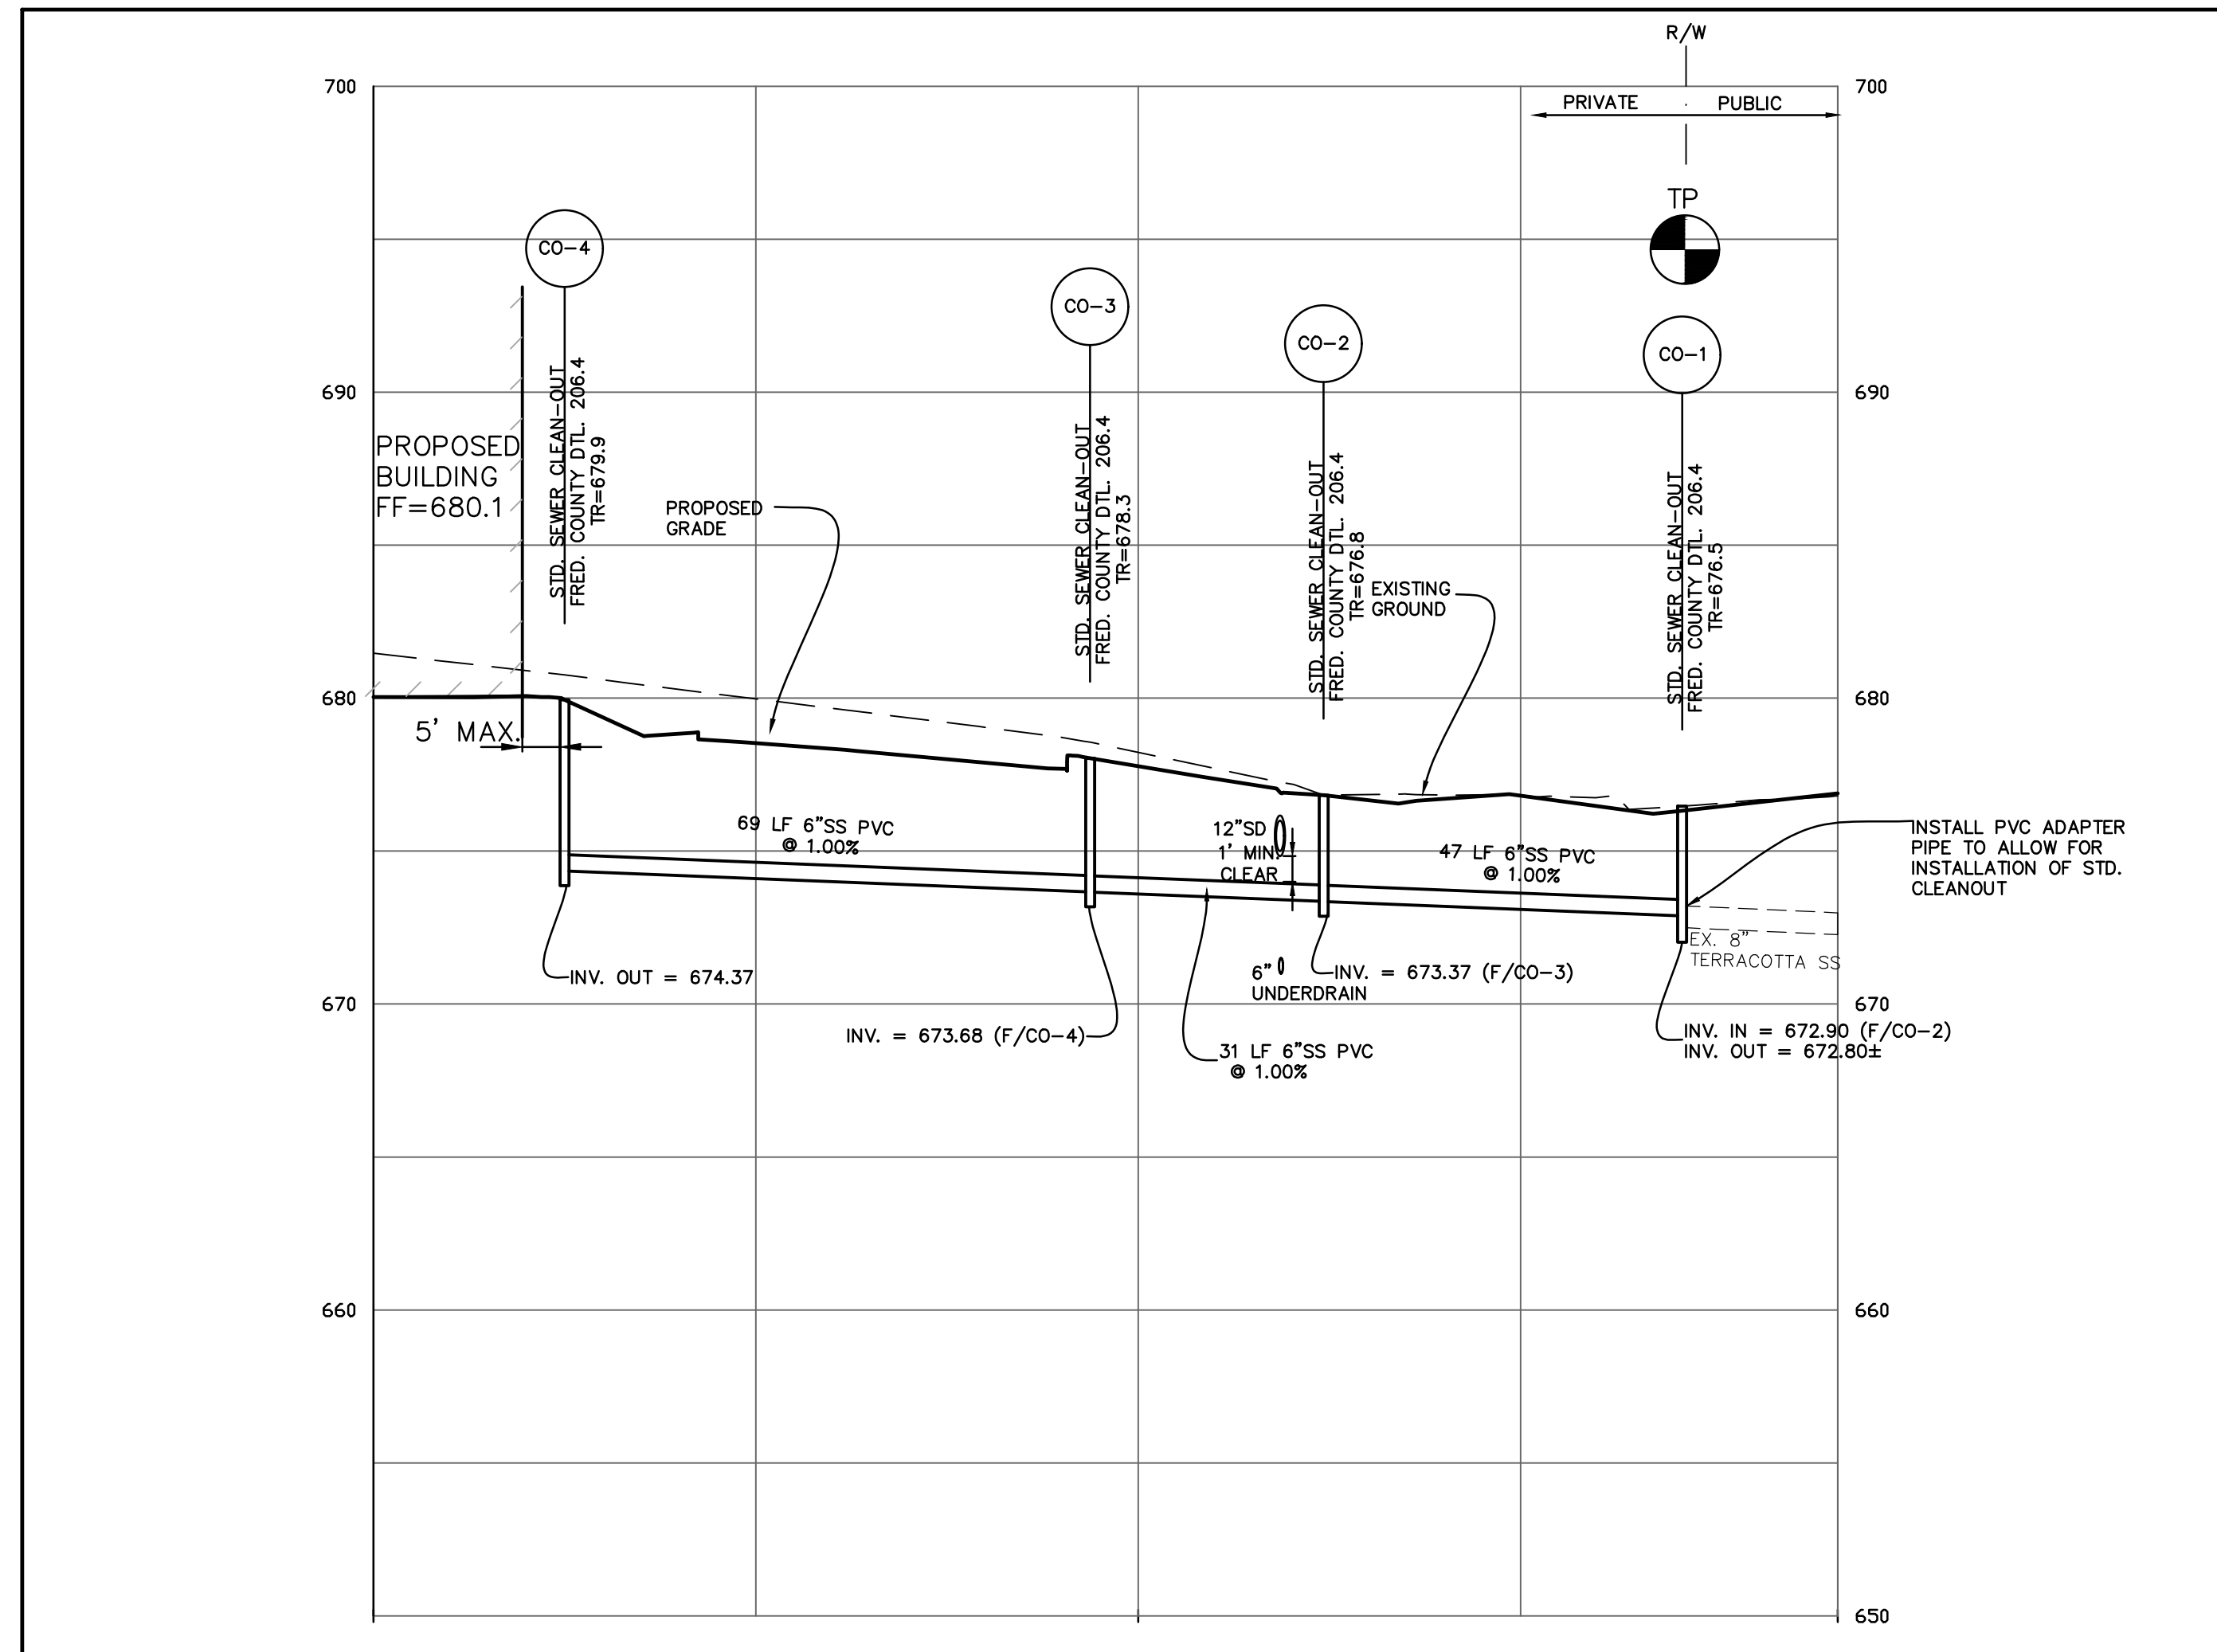 R/W
700
700
PRIVATE
PUBLIC
TP
CO-4
CO-3
CO-2
CO-1
690
690
STD. SEWER CLEAN-OUT
FRED. COUNTY DTL. 206.4
TR=679.9
STD. SEWER CLEAN-OUT
FRED. COUNTY DTL. 206.4
TR=678.3
STD. SEWER CLEAN-OUT
FRED. COUNTY DTL. 206.4
TR=676.8
STD. SEWER CLEAN-OUT
FRED. COUNTY DTL. 206.4
TR=676.5
PROPOSED
BUILDING
FF=680.1
PROPOSED
GRADE
EXISTING
GROUND
680
680
5' MAX.
69 LF 6"SS PVC
@ 1.00%
12"SD
1' MIN.
CLEAR
47 LF 6"SS PVC
@ 1.00%
INSTALL PVC ADAPTER
PIPE TO ALLOW FOR
INSTALLATION OF STD.
CLEANOUT
EX. 8"
TERRACOTTA SS
INV. OUT = 674.37
6"
UNDERDRAIN
INV. = 673.37 (F/CO-3)
670
670
INV. = 673.68 (F/CO-4)
31 LF 6"SS PVC
@ 1.00%
INV. IN = 672.90 (F/CO-2)
INV. OUT = 672.80±
660
660
650